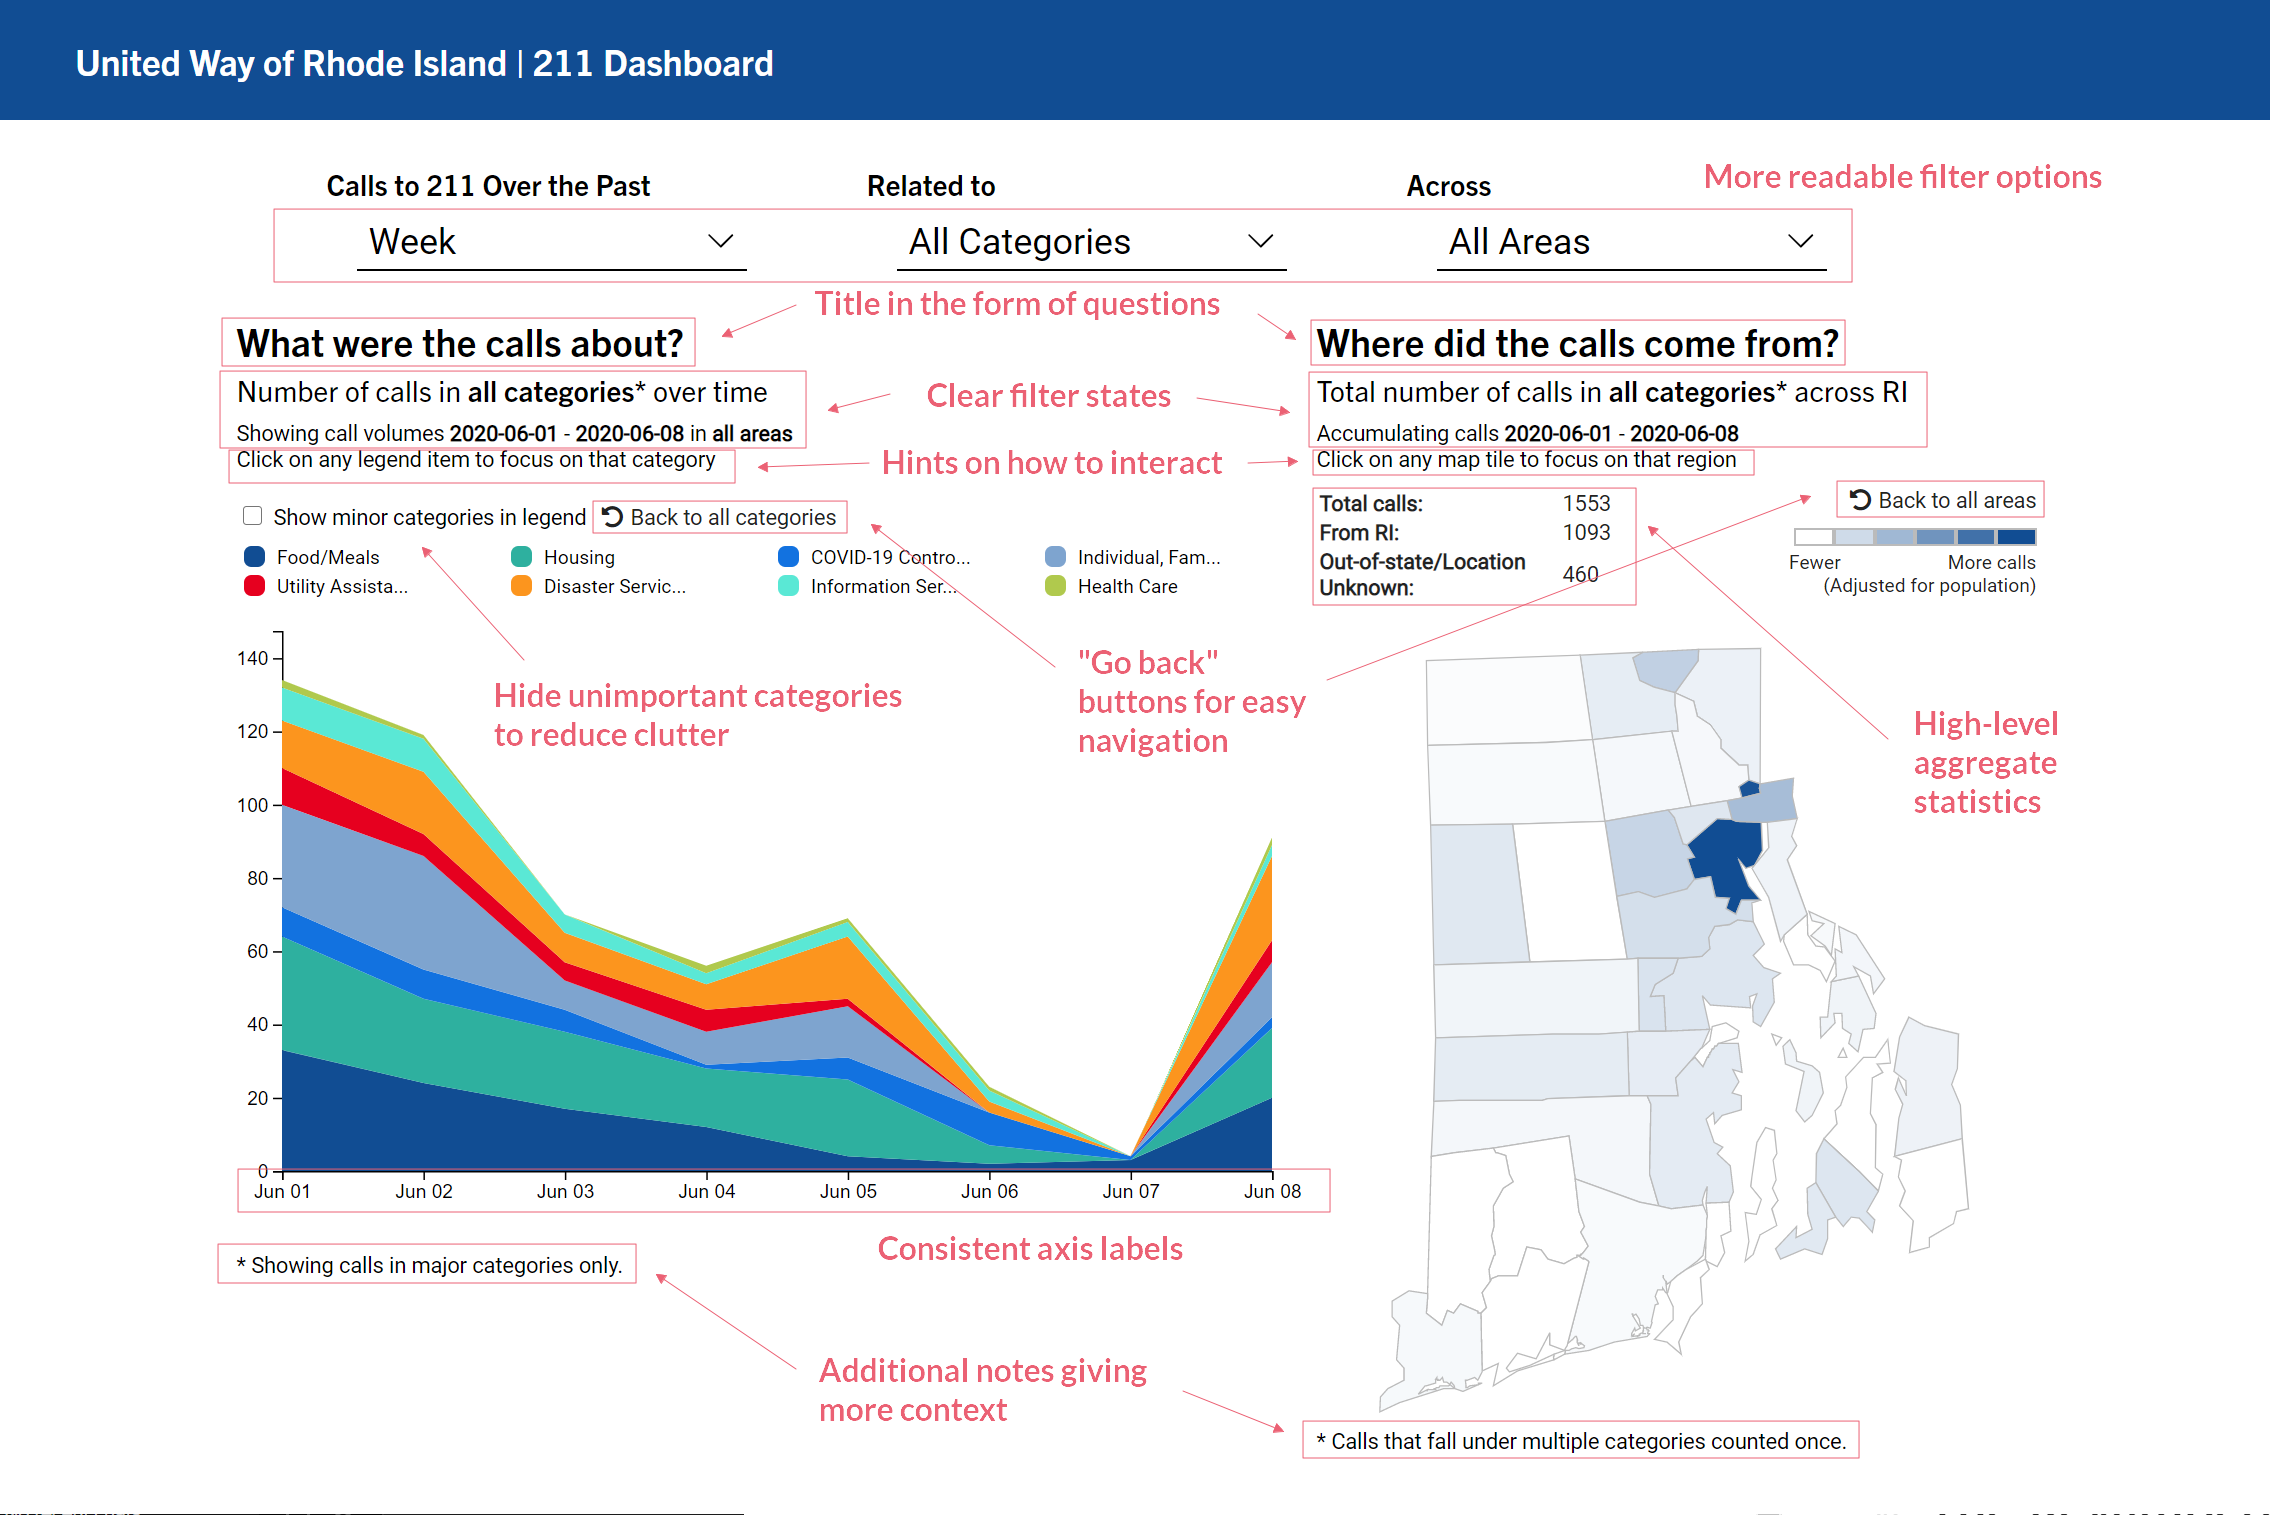 United Way of Rhode Island | 211 Dashboard
Calls to 211 Over the Past
Related to
Across
More readable filter options
Week
All Categories
All Areas
Title in the form of questions
What were the calls about?
Where did the calls come from?
Number of calls in all categories* over time
Clear filter states
Total number of calls in all categories* across RI
Showing call volumes 2020-06-01 - 2020-06-08 in all areas
Accumulating calls 2020-06-01 - 2020-06-08
Click on any legend item to focus on that category
Hints on how to interact
Click on any map tile to focus on that region
Show minor categories in legend
Back to all categories
Total calls: 1553
From RI: 1093
Out-of-state/Location
Unknown:
460
Back to all areas
Fewer
More calls
(Adjusted for population)
Food/Meals
Housing
COVID-19 Contro...
Individual, Fam...
Utility Assista...
Disaster Servic...
Information Ser...
Health Care
"Go back"
buttons for easy
navigation
Hide unimportant categories
to reduce clutter
High-level
aggregate
statistics
140
120
100
80
60
40
20
0
Jun 01
Jun 02
Jun 03
Jun 04
Jun 05
Jun 06
Jun 07
Jun 08
Consistent axis labels
* Showing calls in major categories only.
Additional notes giving
more context
* Calls that fall under multiple categories counted once.